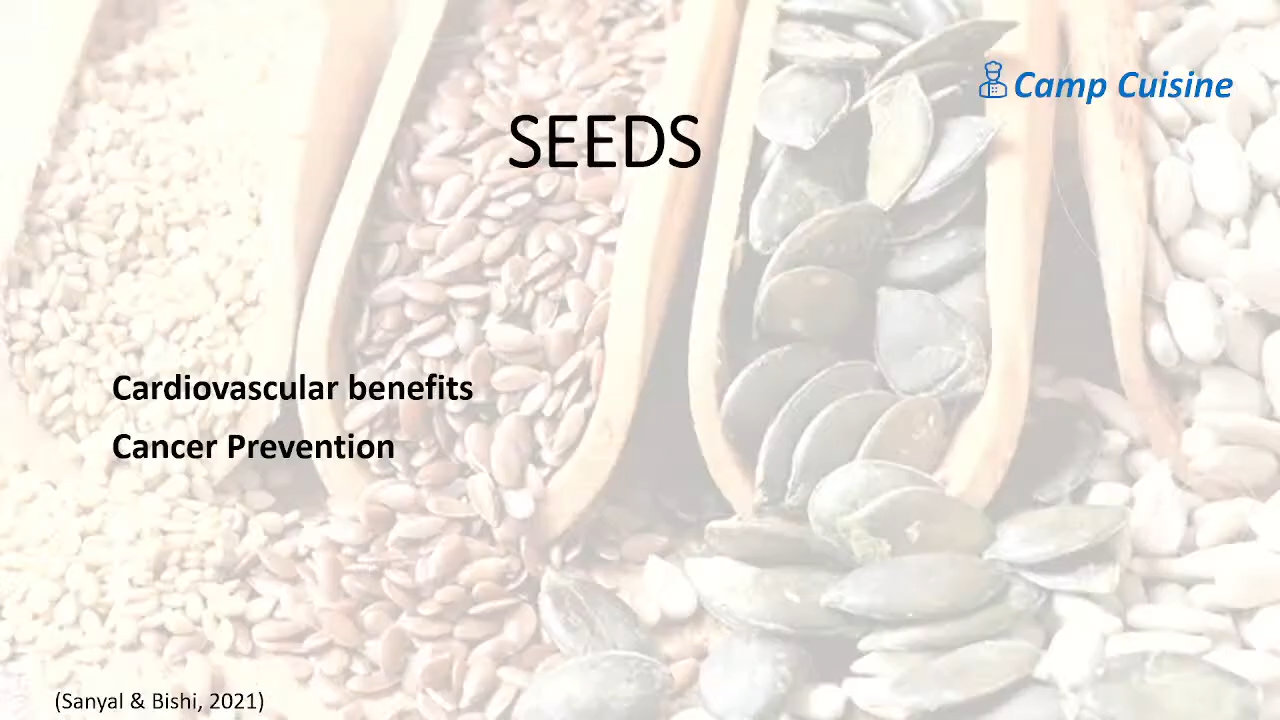 Camp Cuisine
SEEDS
Cardiovascular benefits
Cancer Prevention
(Sanyal & Bishi, 2021)